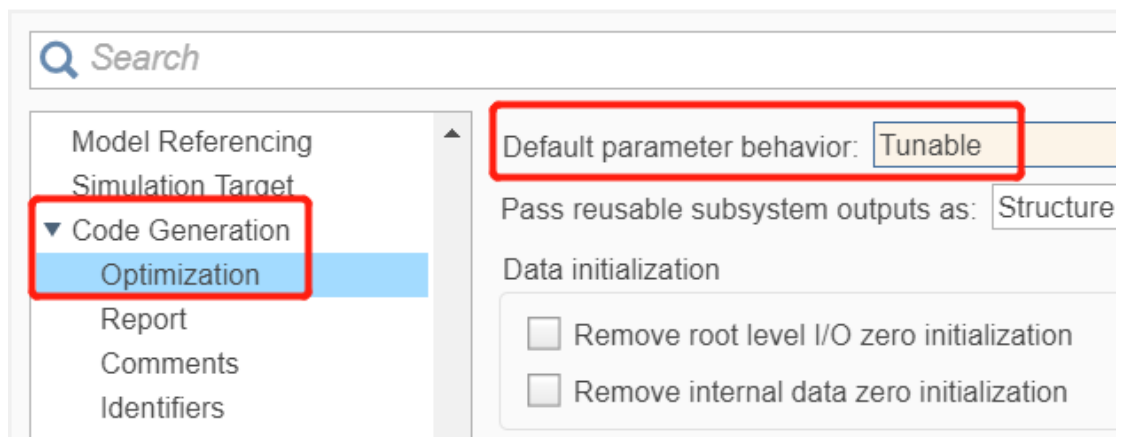 Search
Model Referencing
Simulation Target
Code Generation
Optimization
Report
Comments
Identifiers
Default parameter behavior: Tunable
Pass reusable subsystem outputs as: Structure
Data initialization
Remove root level I/O zero initialization
Remove internal data zero initialization